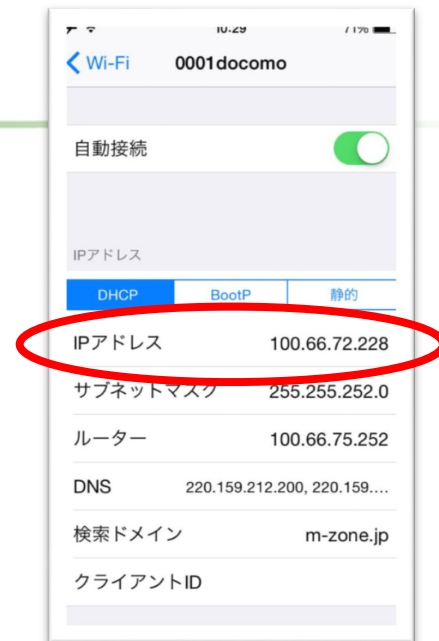 10:29 71%
Wi-Fi 0001docomo
自動接続
IPアドレス
DHCP BootP 静的
IPアドレス 100.66.72.228
サブネットマスク 255.255.252.0
ルーター 100.66.75.252
DNS 220.159.212.200, 220.159....
検索ドメイン m-zone.jp
クライアントID